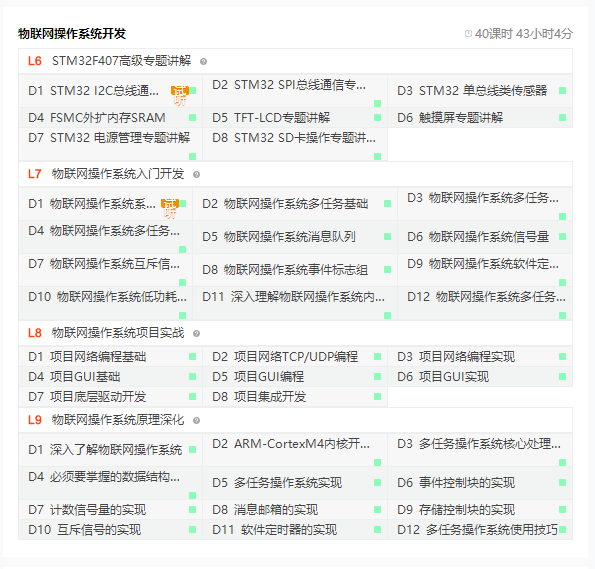 物联网操作系统开发 40课时 43小时4分
L6 STM32F407高级专题讲解
D1 STM32 I2C总线通... 试听 D2 STM32 SPI总线通信专... D3 STM32 单总线类传感器
D4 FSMC外扩内存SRAM D5 TFT-LCD专题讲解 D6 触摸屏专题讲解
D7 STM32 电源管理专题讲解 D8 STM32 SD卡操作专题讲...
L7 物联网操作系统入门开发
D1 物联网操作系统系... 试听 D2 物联网操作系统多任务基础 D3 物联网操作系统多任务...
D4 物联网操作系统多任务... D5 物联网操作系统消息队列 D6 物联网操作系统信号量
D7 物联网操作系统互斥信... D8 物联网操作系统事件标志组 D9 物联网操作系统软件定...
D10 物联网操作系统低功耗... D11 深入理解物联网操作系统内... D12 物联网操作系统多任务...
L8 物联网操作系统项目实战
D1 项目网络编程基础 D2 项目网络TCP/UDP编程 D3 项目网络编程实现
D4 项目GUI基础 D5 项目GUI编程 D6 项目GUI实现
D7 项目底层驱动开发 D8 项目集成开发
L9 物联网操作系统原理深化
D1 深入了解物联网操作系统 D2 ARM-CortexM4内核开... D3 多任务操作系统核心处理...
D4 必须要掌握的数据结构... D5 多任务操作系统实现 D6 事件控制块的实现
D7 计数信号量的实现 D8 消息邮箱的实现 D9 存储控制块的实现
D10 互斥信号的实现 D11 软件定时器的实现 D12 多任务操作系统使用技巧